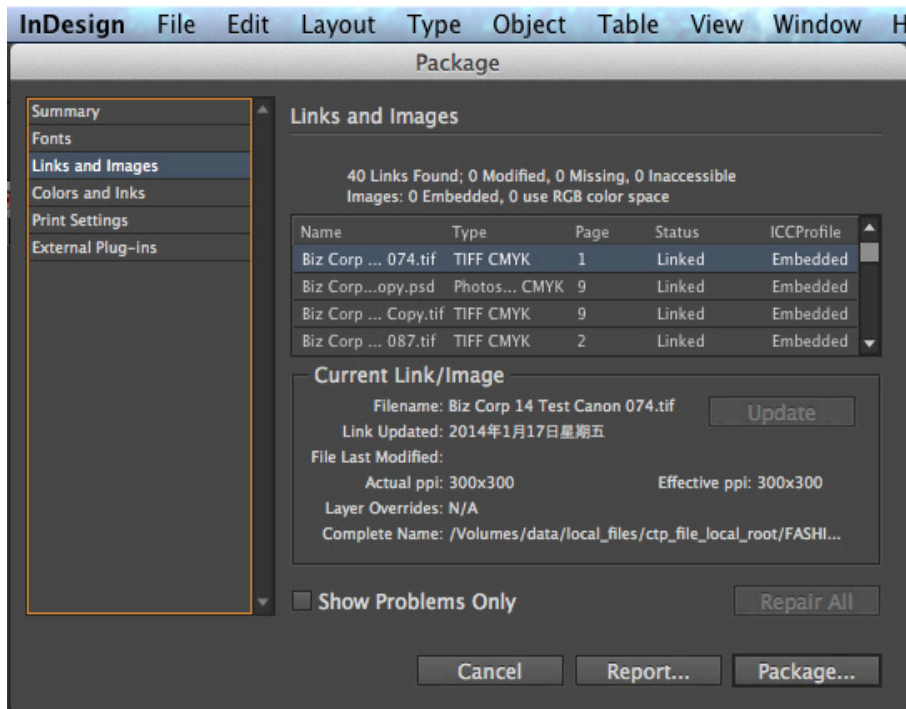 InDesign File Edit Layout Type Object Table View Window H
Package
Summary
Fonts
Links and Images
Colors and Inks
Print Settings
External Plug-ins
Links and Images
40 Links Found; 0 Modified, 0 Missing, 0 Inaccessible
Images: 0 Embedded, 0 use RGB color space
Name Type Page Status ICCProfile
Biz Corp ... 074.tif TIFF CMYK 1 Linked Embedded
Biz Corp...opy.psd Photos... CMYK 9 Linked Embedded
Biz Corp ... Copy.tif TIFF CMYK 9 Linked Embedded
Biz Corp ... 087.tif TIFF CMYK 2 Linked Embedded
Current Link/Image
Filename: Biz Corp 14 Test Canon 074.tif Update
Link Updated: 2014年1月17日星期五
File Last Modified:
Actual ppi: 300x300 Effective ppi: 300x300
Layer Overrides: N/A
Complete Name: /Volumes/data/local_files/ctp_file_local_root/FASHI...
Show Problems Only Repair All
Cancel Report... Package...